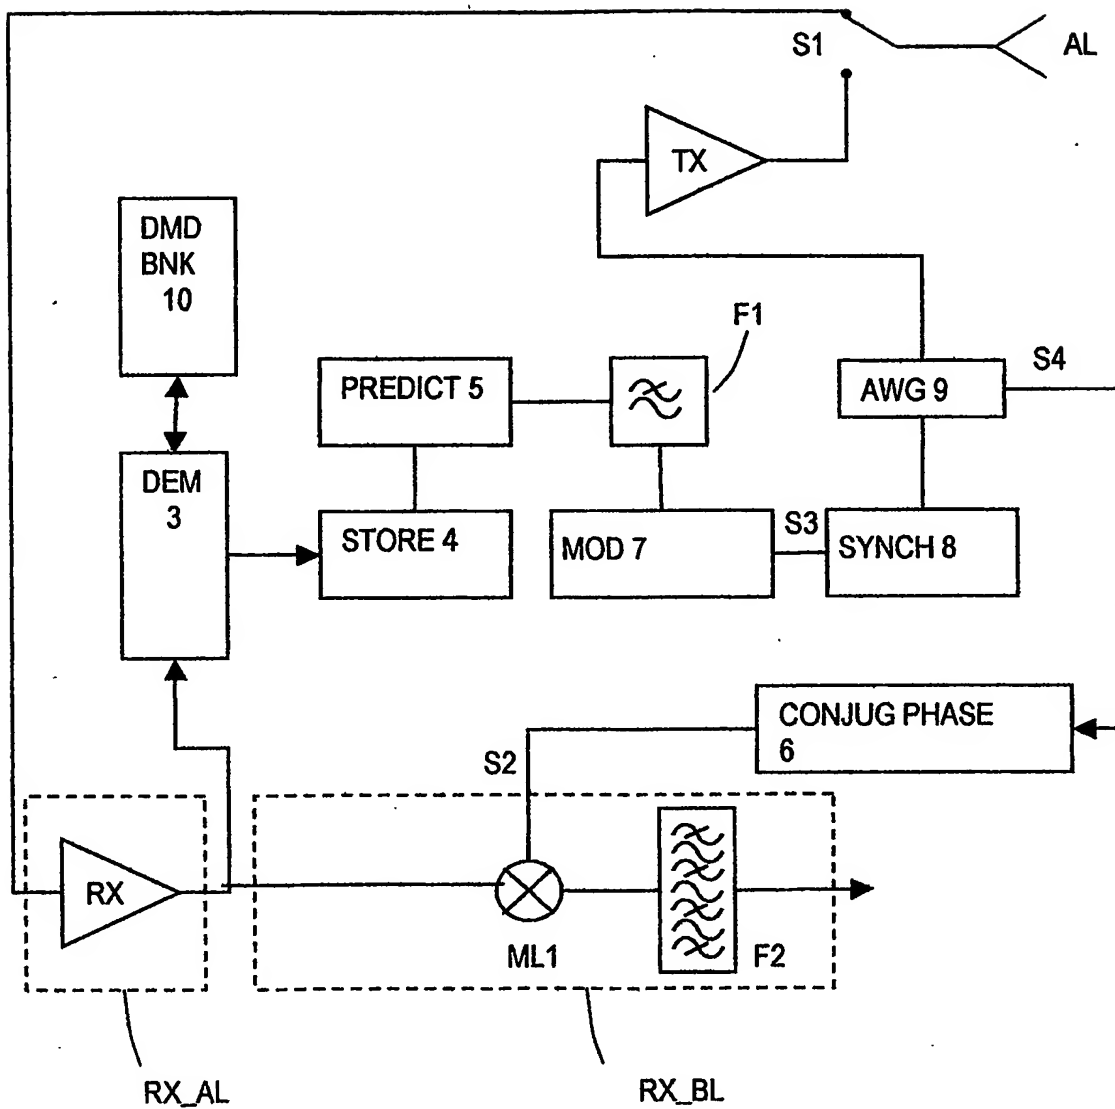 S1
AL
TX
DMD
BNK
10
F1
PREDICT 5
S4
AWG 9
DEM
3
STORE 4
MOD 7
S3
SYNCH 8
CONJUG PHASE
6
S2
RX
ML1
F2
RX_AL
RX_BL